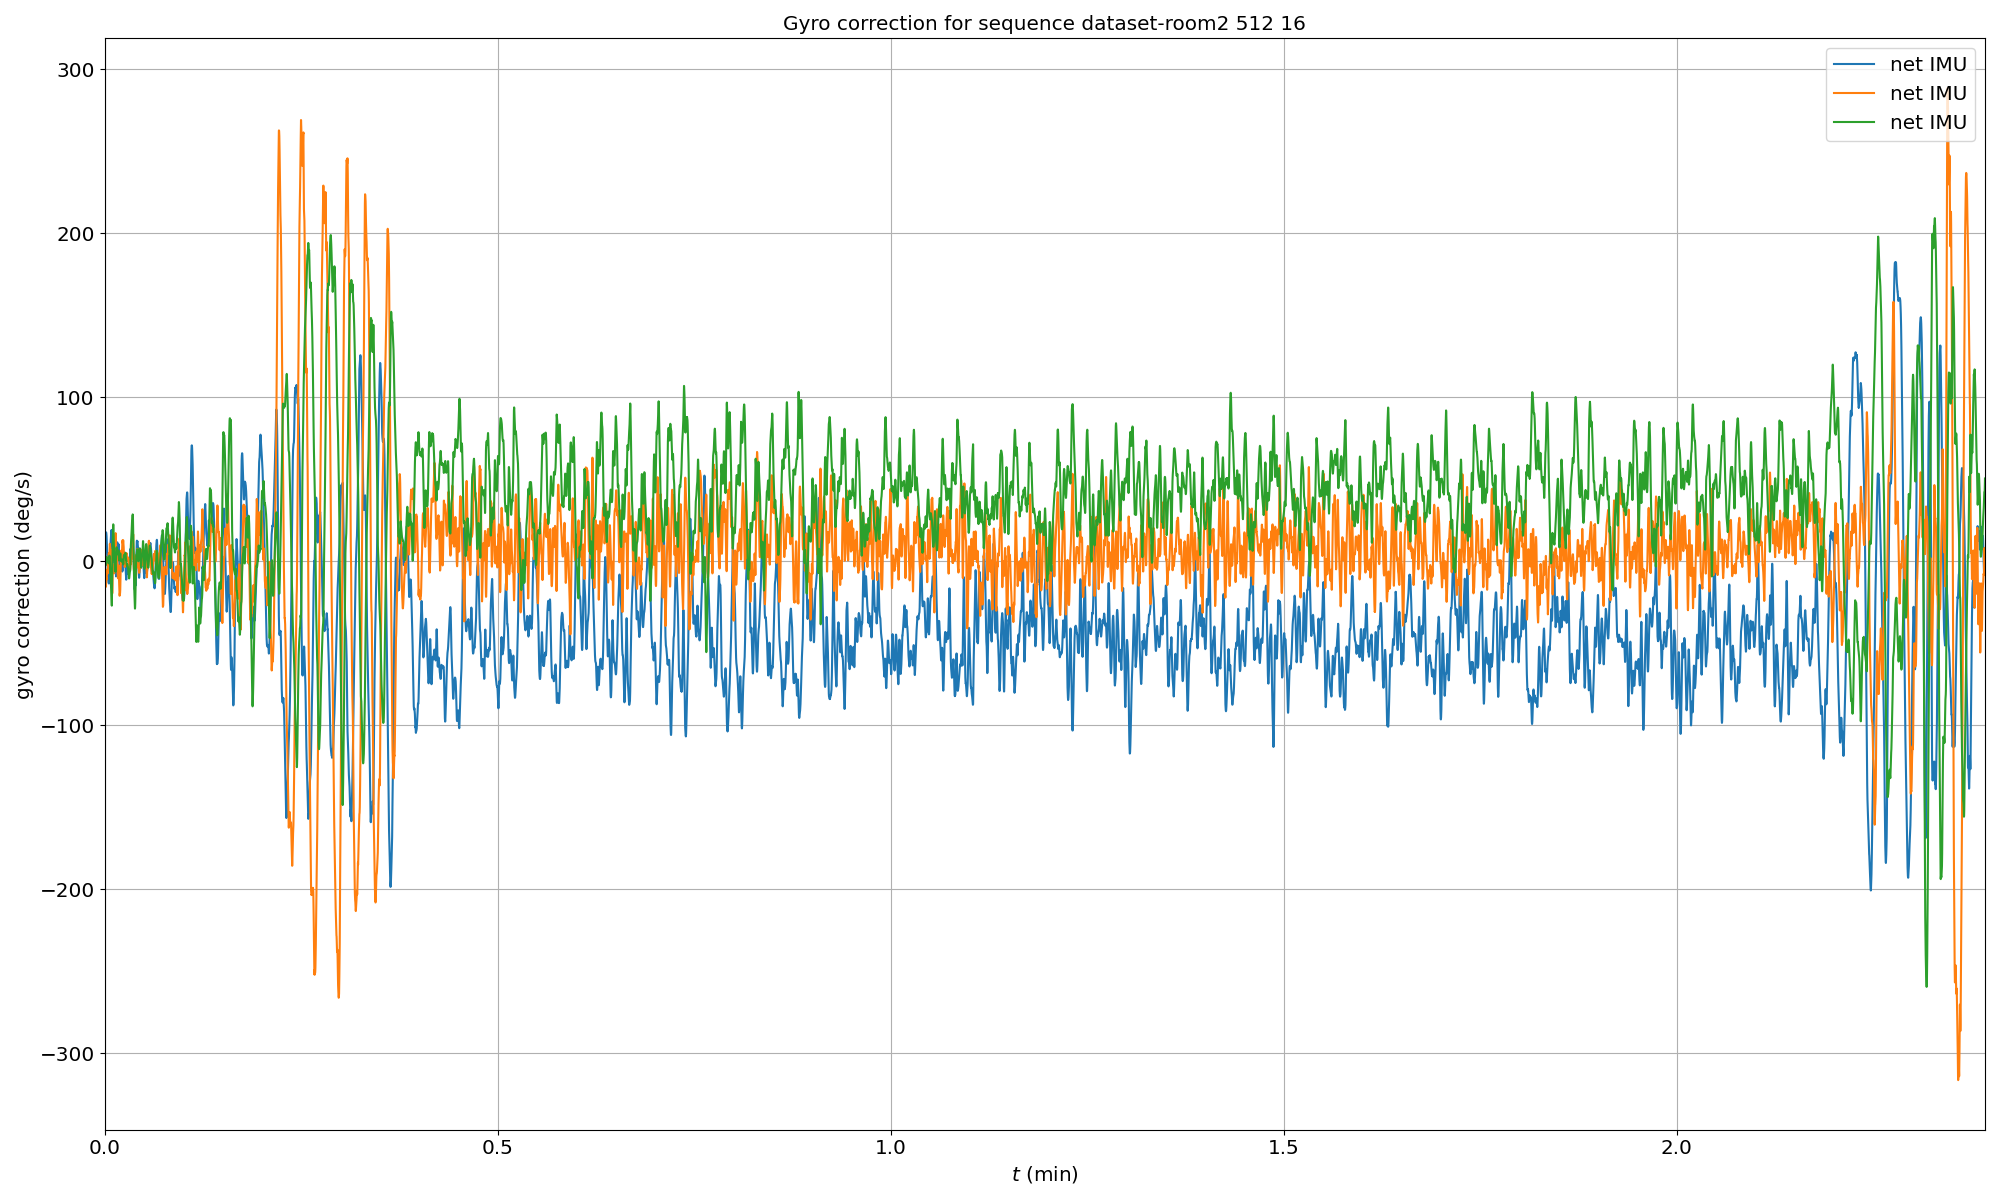 Gyro correction for sequence dataset-room2 512 16
net IMU
net IMU
net IMU
300
200
100
0
−100
−200
−300
gyro correction (deg/s)
0.0 0.5 1.0 1.5 2.0
t (min)